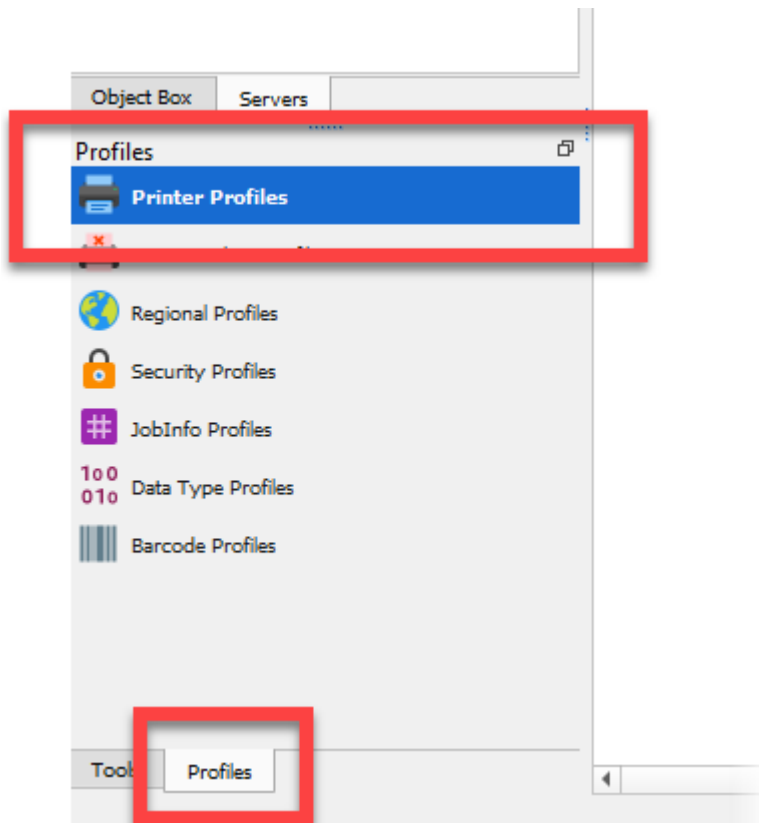 Object Box
Servers
Profiles
Printer Profiles
Regional Profiles
Security Profiles
JobInfo Profiles
100
010
Data Type Profiles
Barcode Profiles
Profiles